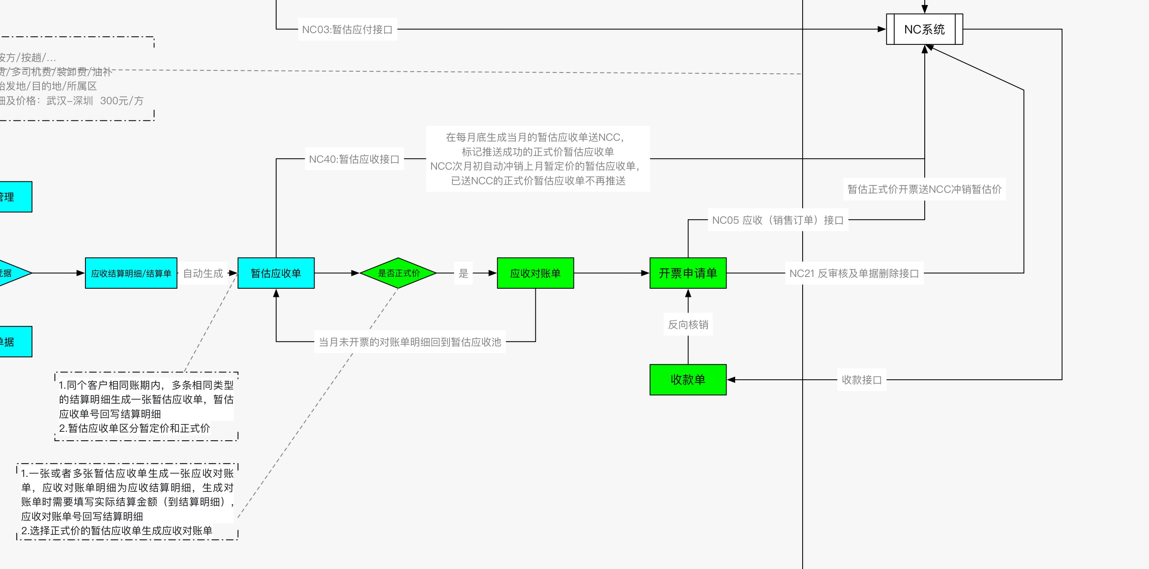 NC03:暂估应付接口
NC系统
按方/按趟/...
费/多司机费/装卸费/油补
始发地/目的地/所属区
细及价格：武汉-深圳  300元/方
在每月底生成当月的暂估应收单送NCC，
标记推送成功的正式价暂估应收单
NCC次月初自动冲销上月暂定价的暂估应收单，
已送NCC的正式价暂估应收单不再推送
NC40:暂估应收接口
暂估正式价开票送NCC冲销暂估价
管理
NC05 应收（销售订单）接口
票据
应收结算明细/结算单
自动生成
暂估应收单
是否正式价
是
应收对账单
开票申请单
NC21 反审核及单据删除接口
反向核销
单据
当月未开票的对账单明细回到暂估应收池
收款单
收款接口
1.同个客户相同账期内，多条相同类型
的结算明细生成一张暂估应收单，暂估
应收单号回写结算明细
2.暂估应收单区分暂定价和正式价
1.一张或者多张暂估应收单生成一张应收对账
单，应收对账单明细为应收结算明细，生成对
账单时需要填写实际结算金额（到结算明细），
应收对账单号回写结算明细
2.选择正式价的暂估应收单生成应收对账单